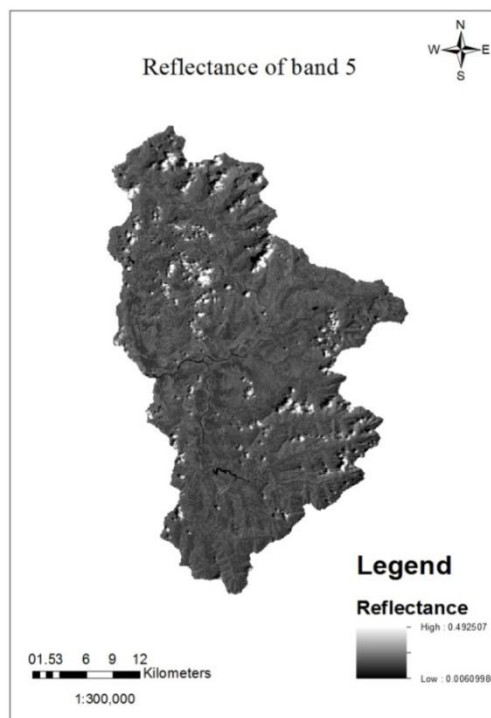 N
W E
S
Reflectance of band 5
Legend
Reflectance
High : 0.492507
Low : 0.0060998
01.53 6 9 12
Kilometers
1:300,000